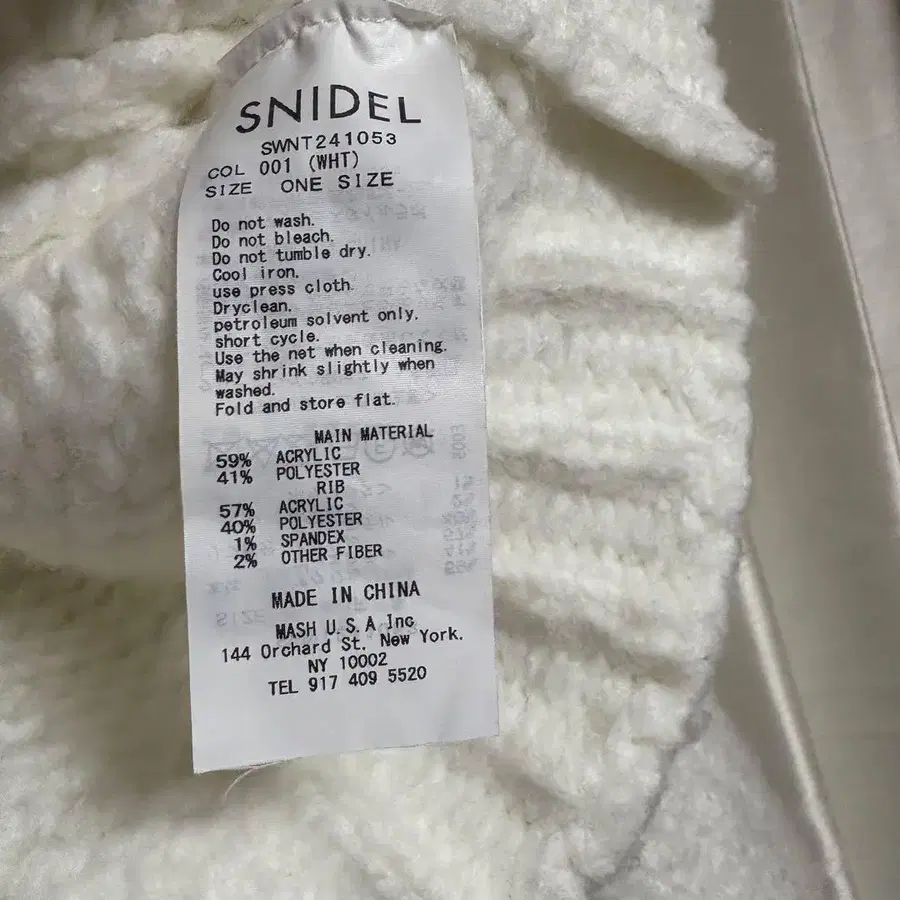 SNIDEL
SWNT241053
COL 001 (WHT)
SIZE ONE SIZE
Do not wash.
Do not bleach.
Do not tumble dry.
Cool iron.
use press cloth.
Dryclean.
petroleum solvent only.
short cycle.
Use the net when cleaning.
May shrink slightly when
washed.
Fold and store flat.
MAIN MATERIAL
59% ACRYLIC
41% POLYESTER
RIB
57% ACRYLIC
40% POLYESTER
1% SPANDEX
2% OTHER FIBER
MADE IN CHINA
MASH U.S.A Inc
144 Orchard St. New York.
NY 10002
TEL 917 409 5520